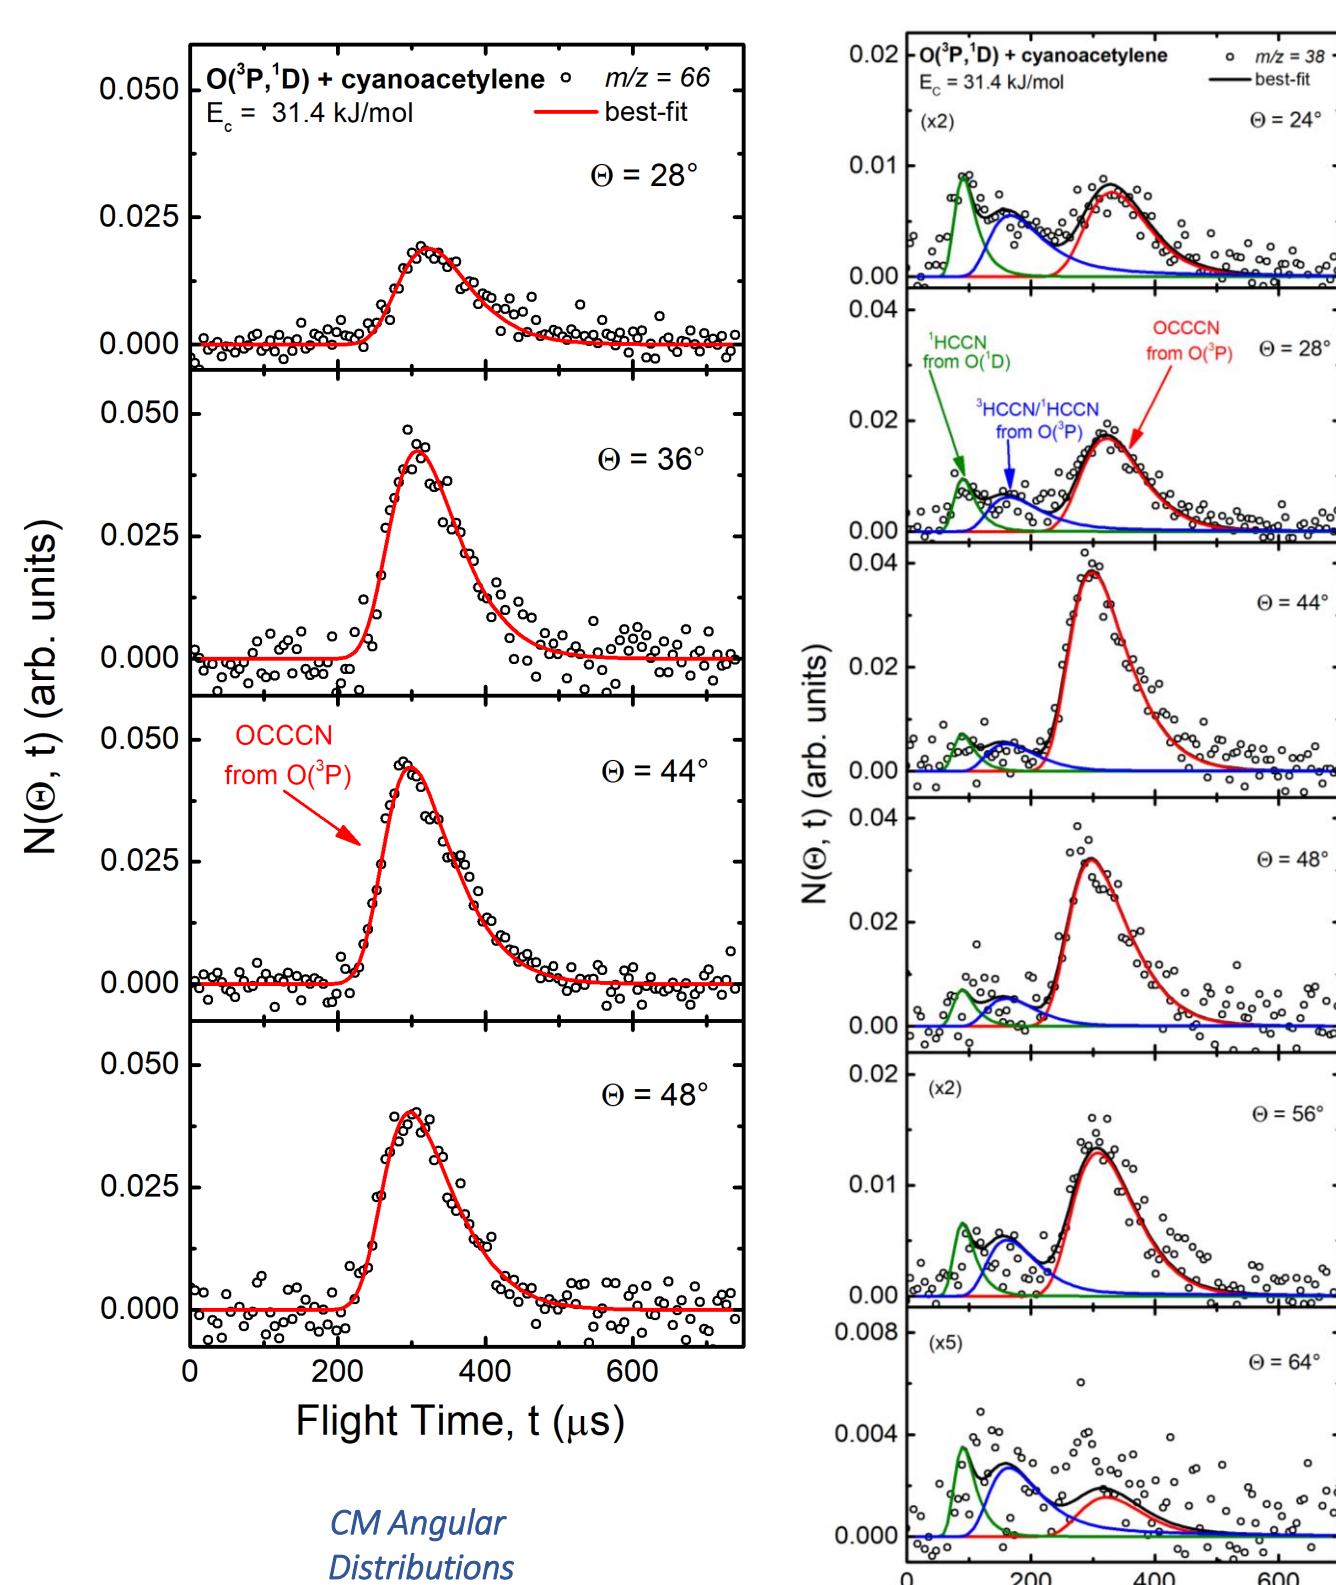 O(³P,¹D) + cyanoacetylene m/z = 66
E_c = 31.4 kJ/mol best-fit
Θ = 28°
0.050
0.025
0.000
Θ = 36°
0.050
0.025
0.000
OCCCN
from O(³P)
Θ = 44°
0.050
0.025
0.000
Θ = 48°
0.050
0.025
0.000
0 200 400 600
Flight Time, t (μs)
N(Θ, t) (arb. units)
CM Angular
Distributions
O(³P,¹D) + cyanoacetylene m/z = 38
E_C = 31.4 kJ/mol best-fit
(x2) Θ = 24°
0.02
0.01
0.00
¹HCCN
from O(¹D)
³HCCN/¹HCCN
from O(³P)
OCCCN
from O(³P)
Θ = 28°
0.04
0.02
0.00
Θ = 44°
0.04
0.02
0.00
Θ = 48°
0.04
0.02
0.00
(x2)
Θ = 56°
0.02
0.01
0.00
(x5)
Θ = 64°
0.008
0.004
0.000
0 200 400 600
N(Θ, t) (arb. units)